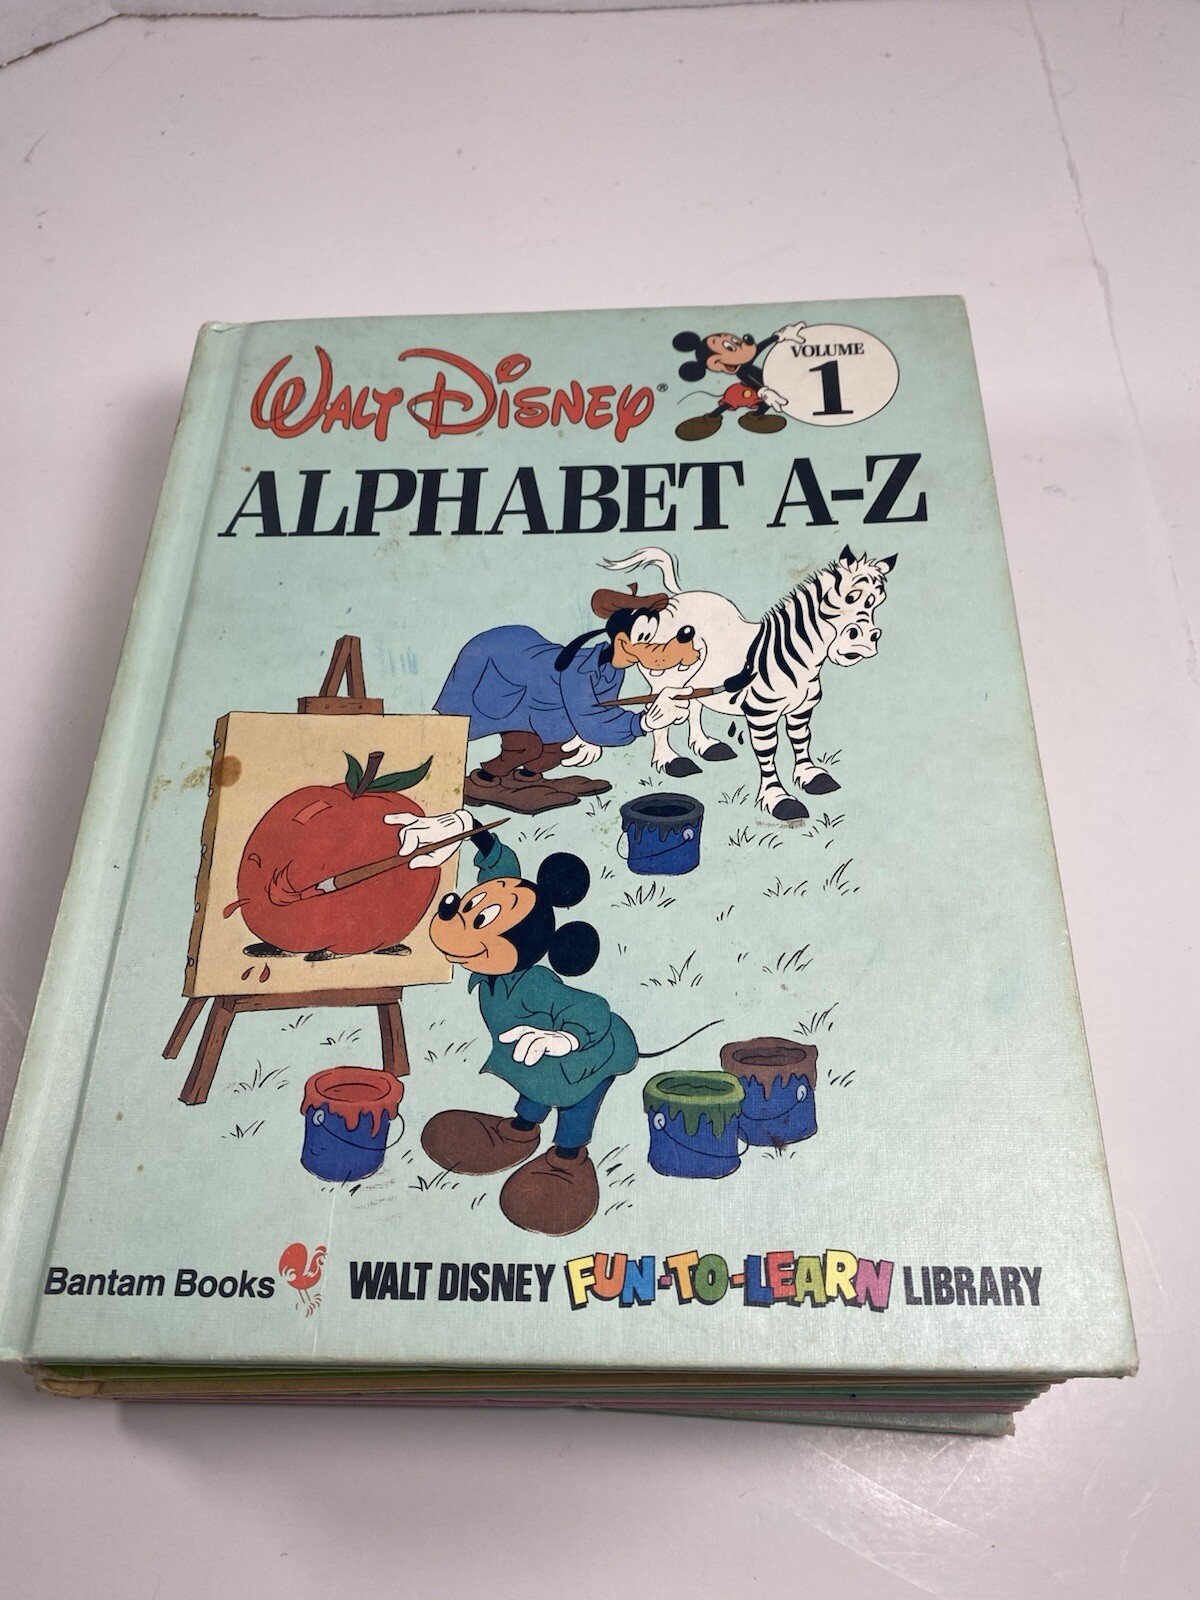 WALT DISNEY®
VOLUME
1
ALPHABET A-Z
Bantam Books
WALT DISNEY FUN-TO-LEARN LIBRARY